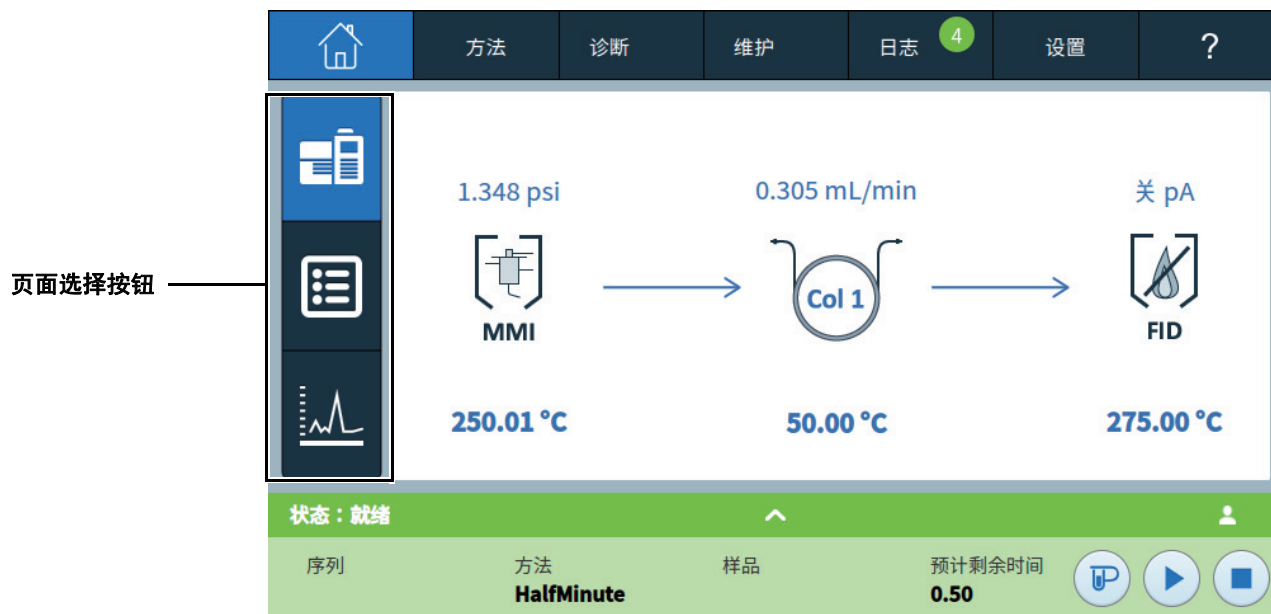 方法 诊断 维护 日志 4 设置 ?
1.348 psi 0.305 mL/min 关 pA
页面选择按钮
Col 1
MMI FID
250.01 °C 50.00 °C 275.00 °C
状态：就绪
序列 方法 样品 预计剩余时间
HalfMinute 0.50